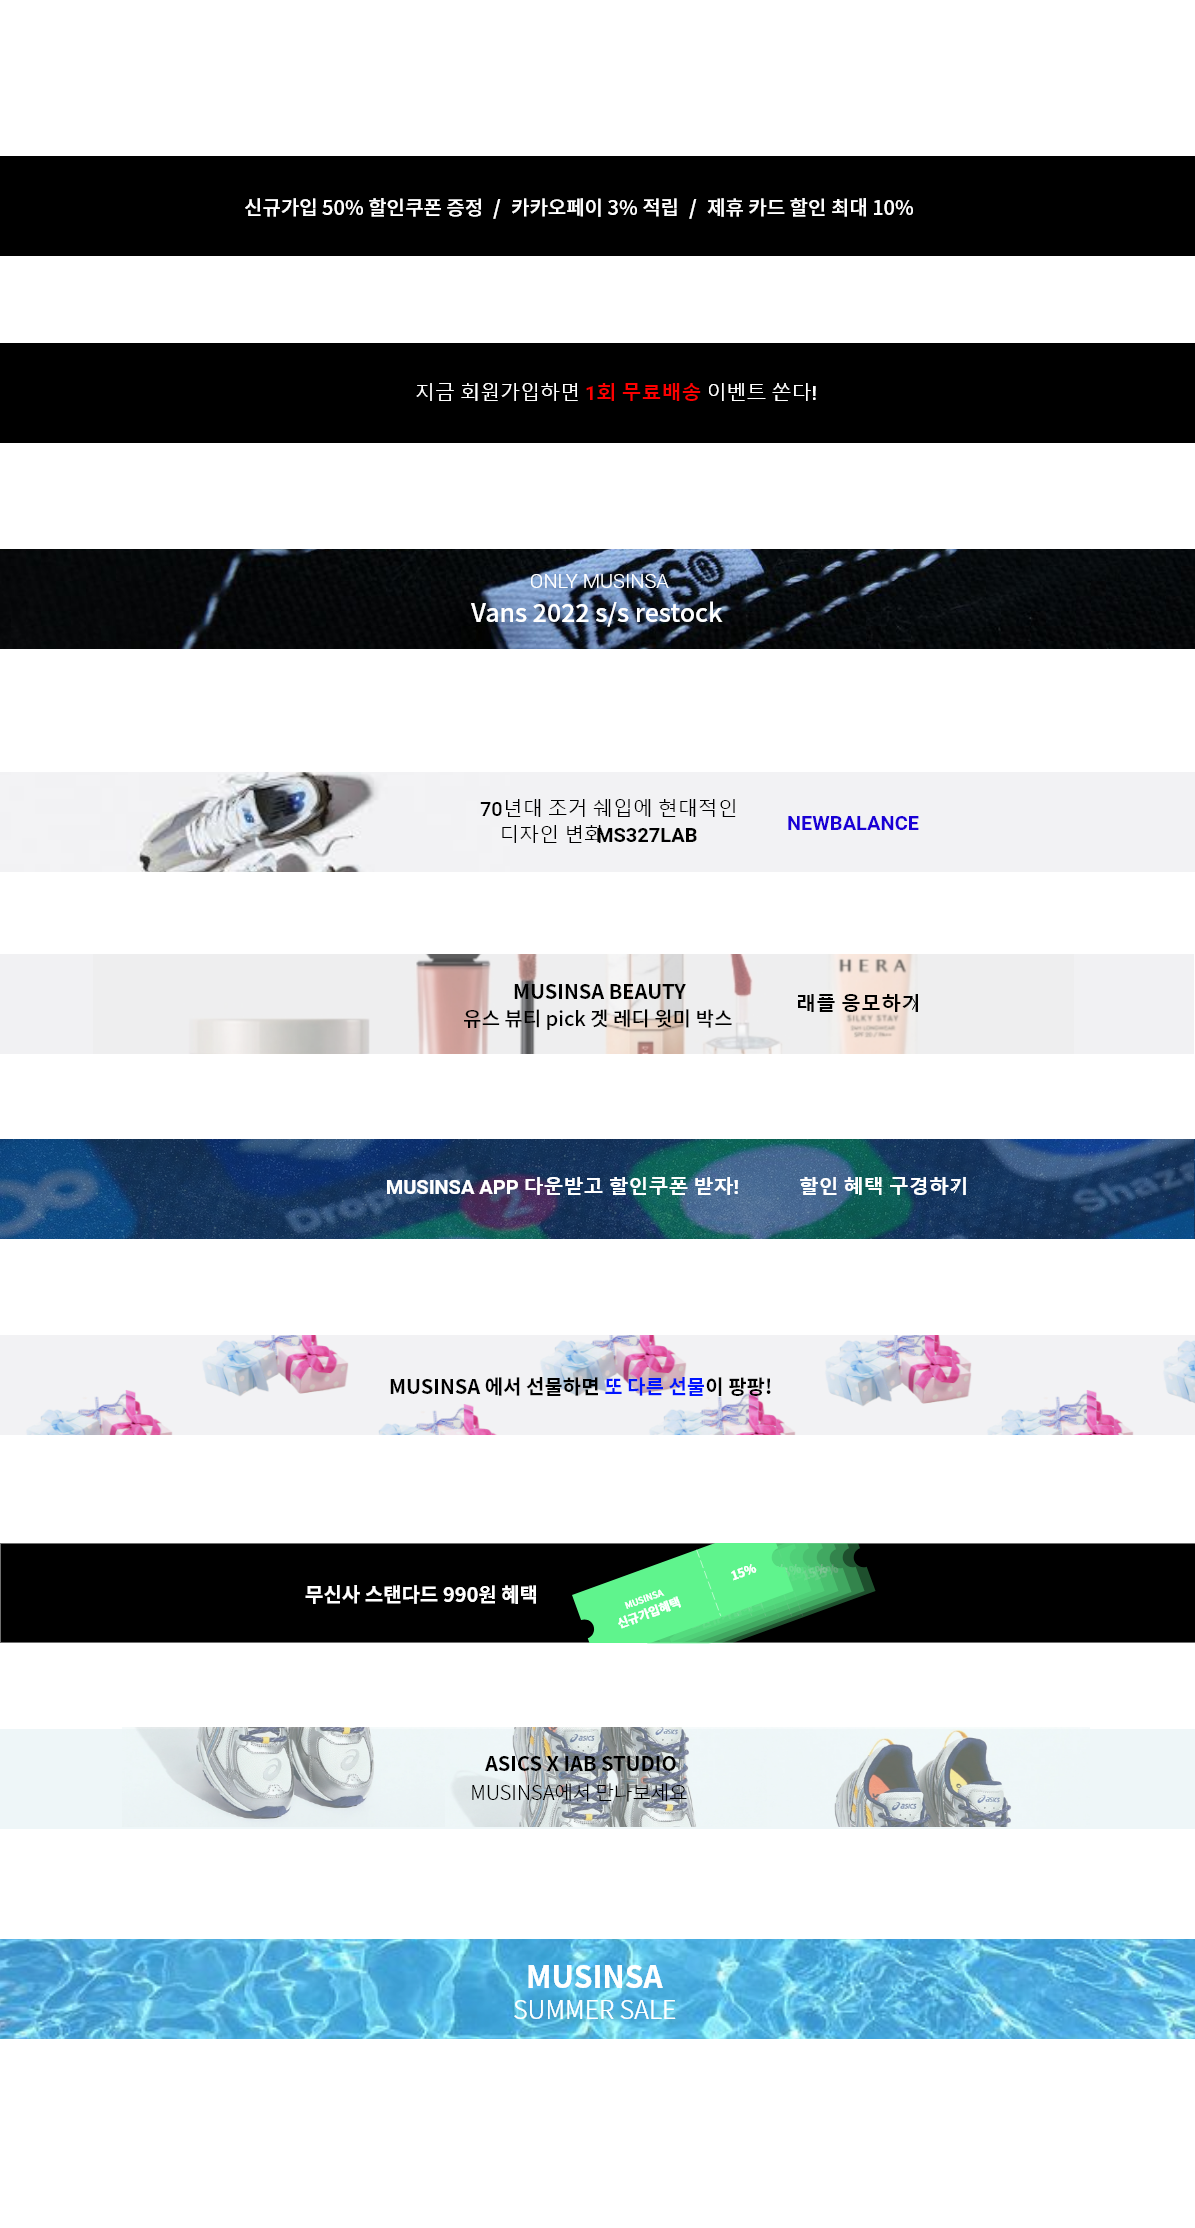 신규가입 50% 할인쿠폰 증정 / 카카오페이 3% 적립 / 제휴 카드 할인 최대 10%
지금 회원가입하면 1회 무료배송 이벤트 쏜다!
ONLY MUSINSA
Vans 2022 s/s restock
70년대 조거 쉐입에 현대적인
디자인 변화MS327LAB
NEWBALANCE
HERA
MUSINSA BEAUTY
유스 뷰티 pick 겟 레디 윗미 박스
래플 응모하기
SILKY STAY
Dropbox
2
MUSINSA APP 다운받고 할인쿠폰 받자!
할인 혜택 구경하기
Shaza
MUSINSA 에서 선물하면 또 다른 선물이 팡팡!
무신사 스탠다드 990원 혜택
MUSINSA
신규가입혜택
15%
asics
asics
ASICS X IAB STUDIO
MUSINSA에서 만나보세요
asics
asics
MUSINSA
SUMMER SALE